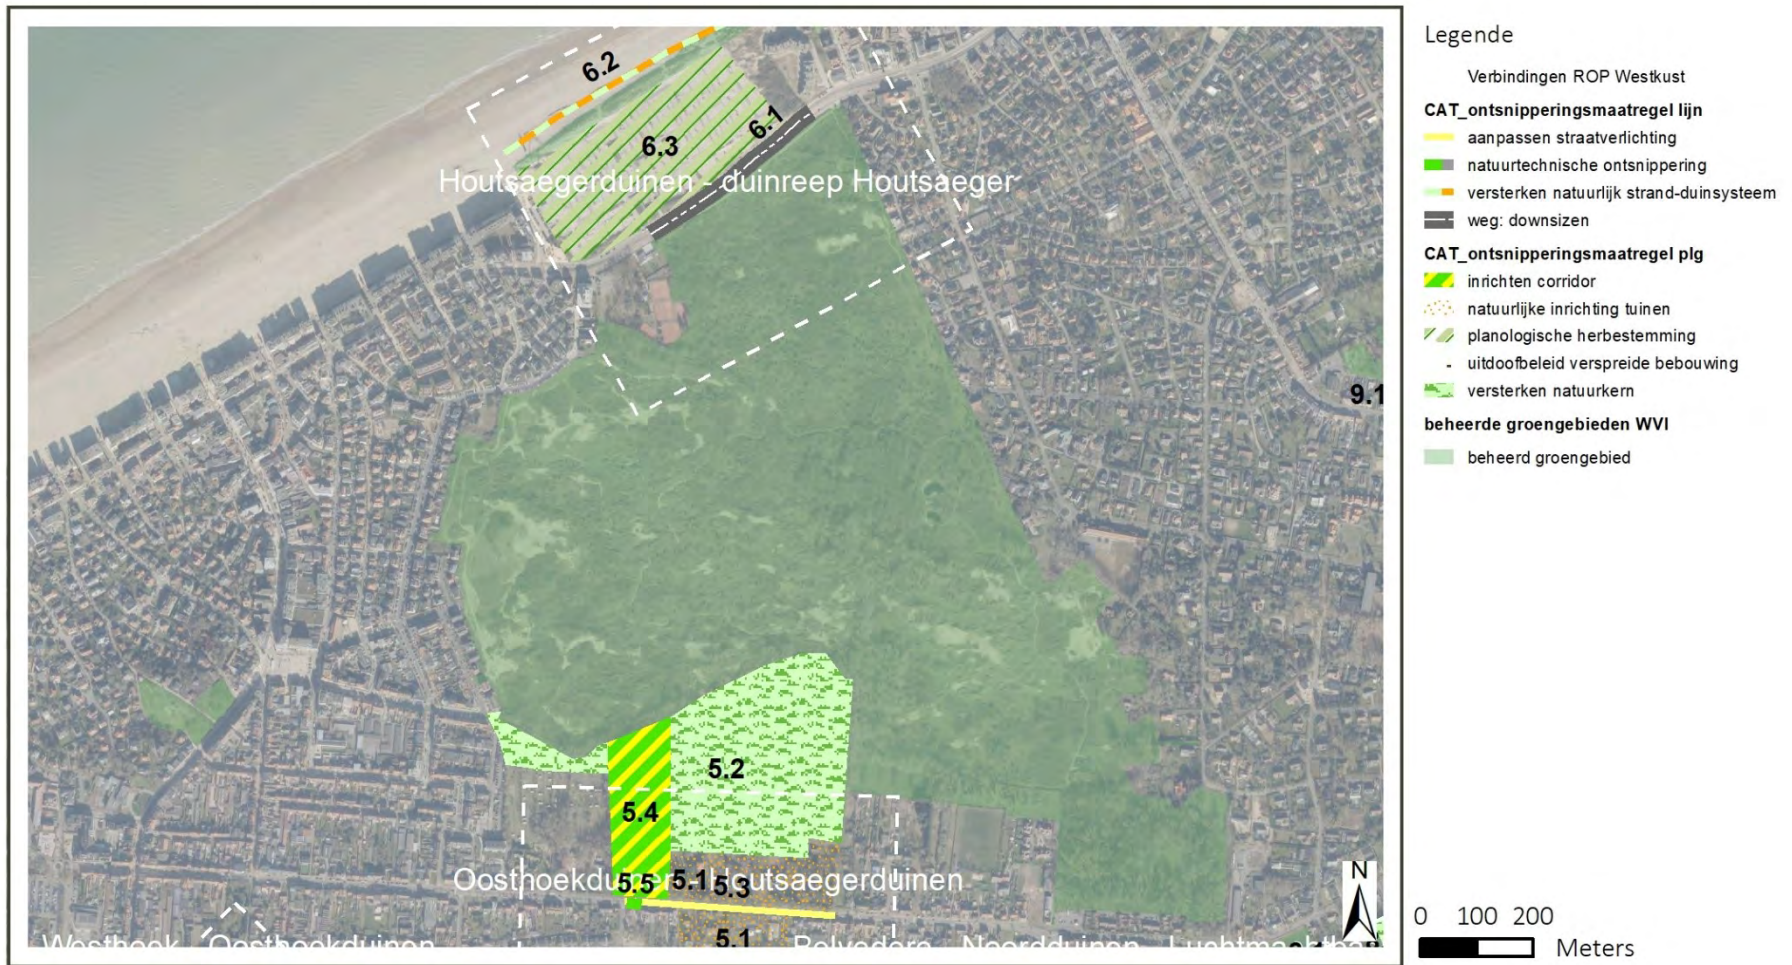 6.2
6.1
6.3
Houtsaegerduinen - duinreep Houtsaeger
9.1
5.2
5.4
Oosthoekduinen - Houtsaegerduinen
5.5 5.1 5.3
5.1
Westhoek - Oosthoekduinen
Belvedere - Noordduinen - Luchtmachtba
N
Legende
Verbindingen ROP Westkust
CAT_ontsnipperingsmaatregel lijn
aanpassen straatverlichting
natuurtechnische ontsnippering
versterken natuurlijk strand-duinsysteem
weg: downsizen
CAT_ontsnipperingsmaatregel plg
inrichten corridor
natuurlijke inrichting tuinen
planologische herbestemming
uitdoofbeleid verspreide bebouwing
versterken natuurkern
beheerde groengebieden WVI
beheerd groengebied
0 100 200
Meters